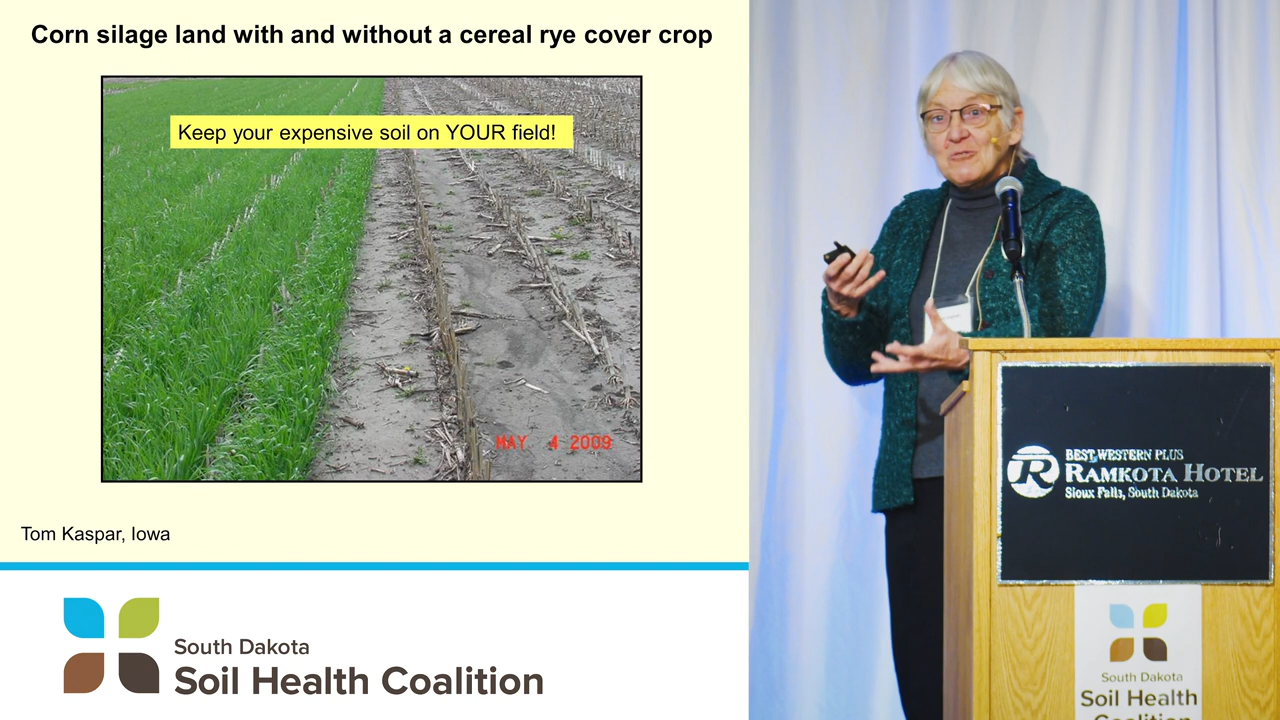 Corn silage land with and without a cereal rye cover crop
Keep your expensive soil on YOUR field!
MAY 4 2009
Tom Kaspar, Iowa
South Dakota
Soil Health Coalition
BEST WESTERN PLUS
RAMKOTA HOTEL
Sioux Falls, South Dakota
South Dakota
Soil Health
Coalition